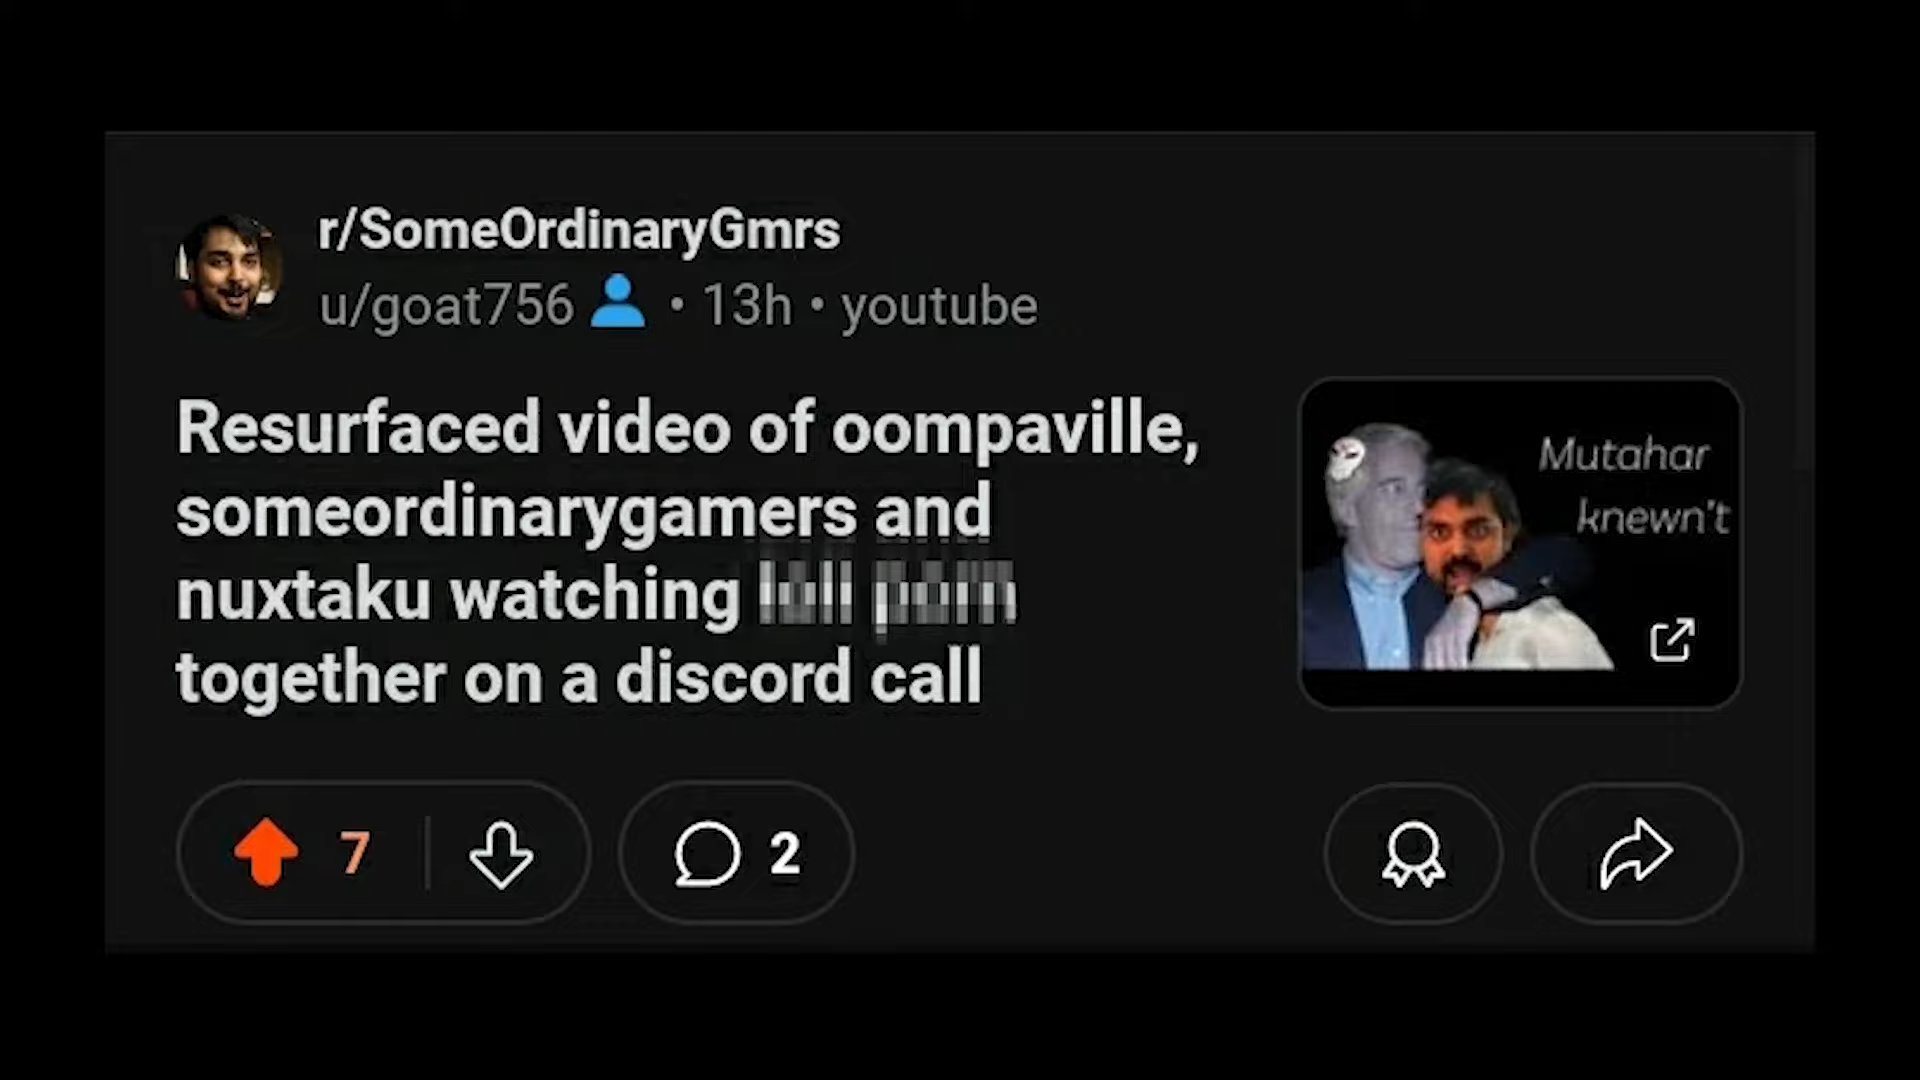 r/SomeOrdinaryGmrs
u/goat756 • 13h • youtube
Resurfaced video of oompaville,
someordinarygamers and
nuxtaku watching
together on a discord call
Mutahar
knewn't
7
2